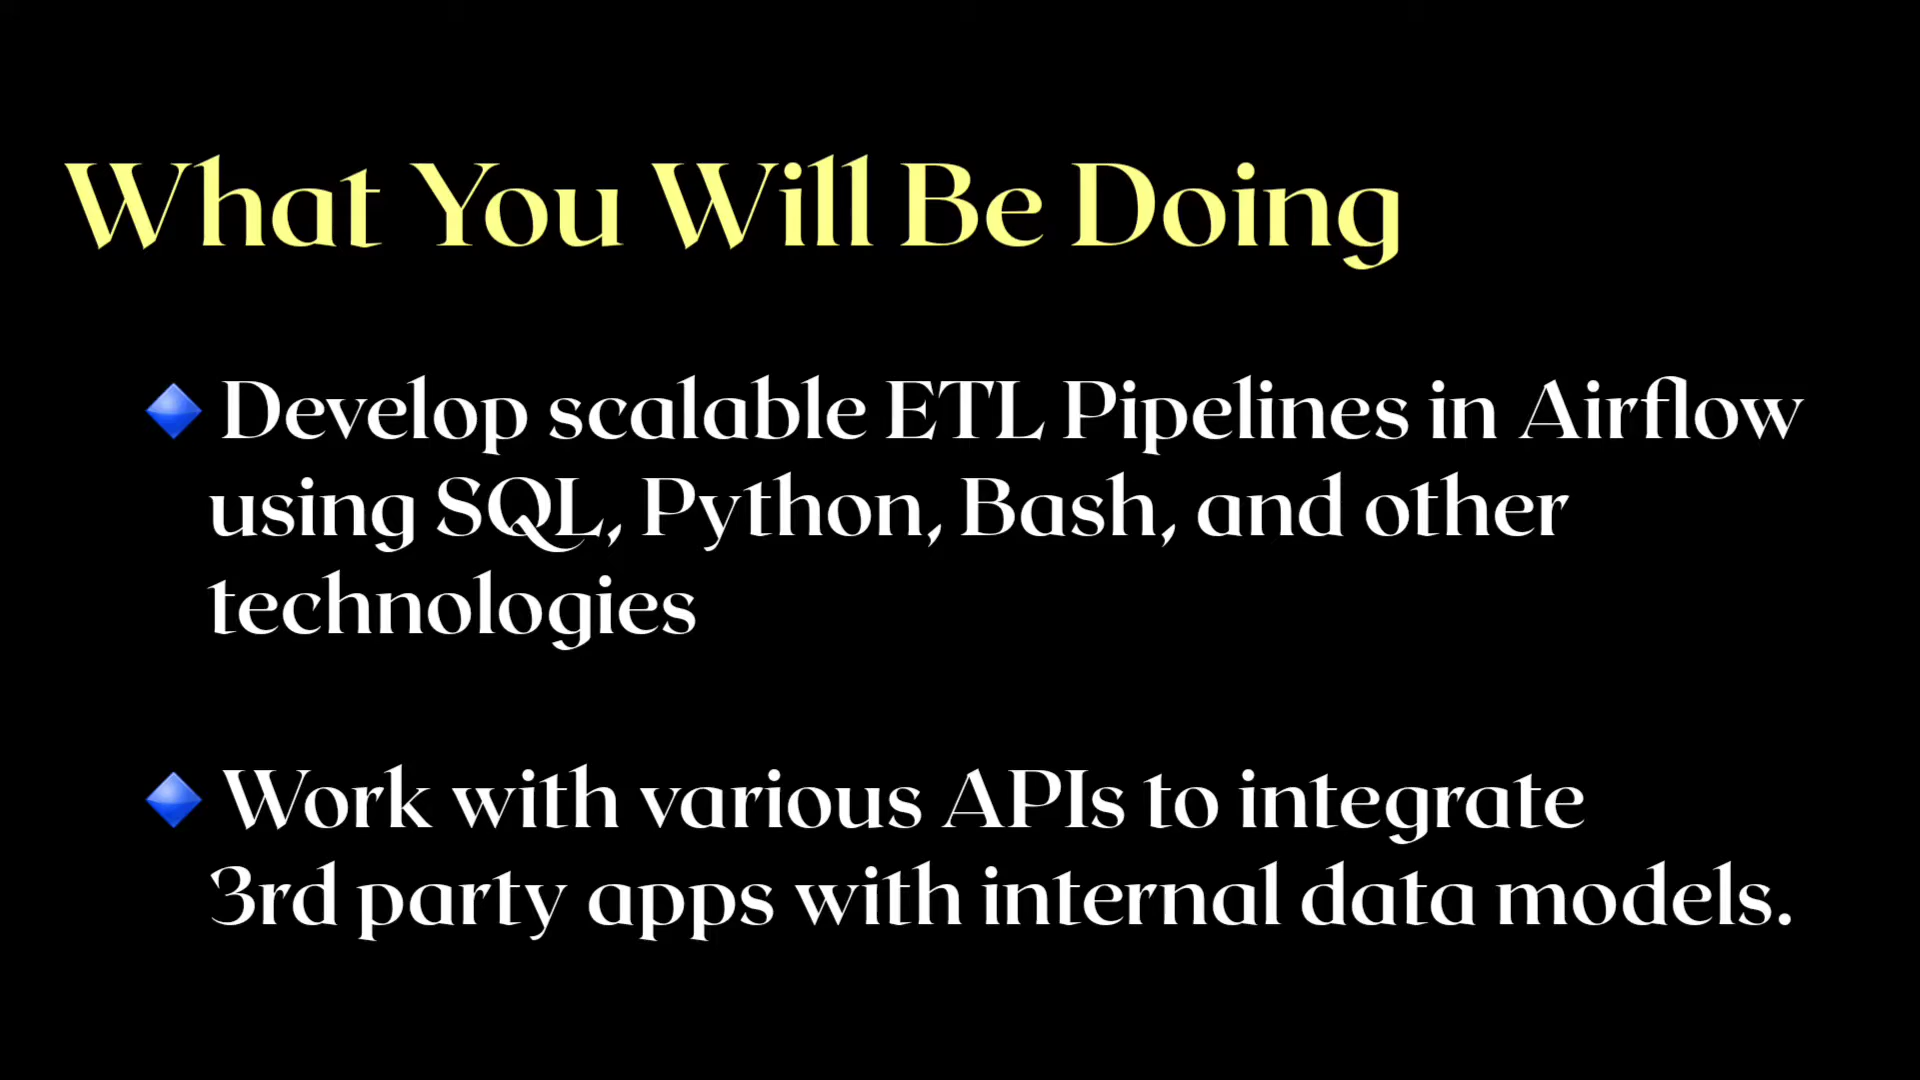 What You Will Be Doing
🔹 Develop scalable ETL Pipelines in Airflow
using SQL, Python, Bash, and other
technologies
🔹 Work with various APIs to integrate
3rd party apps with internal data models.